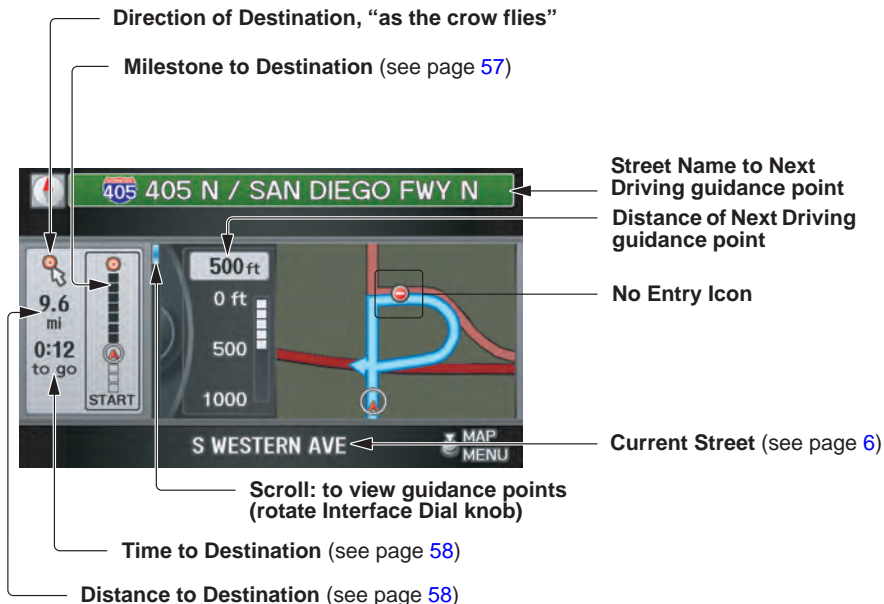 Direction of Destination, “as the crow flies”
Milestone to Destination (see page 57)
Street Name to Next
Driving guidance point
Distance of Next Driving
guidance point
No Entry Icon
Current Street (see page 6)
405 405 N / SAN DIEGO FWY N
9.6
mi
0:12
to go
START
500 ft
0 ft
500
1000
S WESTERN AVE
MAP
MENU
Scroll: to view guidance points
(rotate Interface Dial knob)
Time to Destination (see page 58)
Distance to Destination (see page 58)